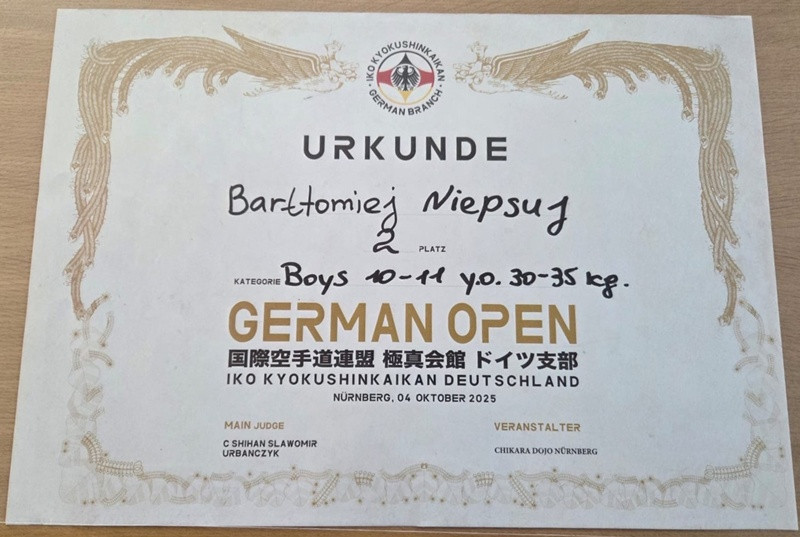 IKO KYOKUSHINKAIKAN
GERMAN BRANCH
URKUNDE
Bartłomiej Niepsuj
2 PLATZ
KATEGORIE Boys 10-11 y.o. 30-35 kg.
GERMAN OPEN
国際空手道連盟 極真会館 ドイツ支部
IKO KYOKUSHINKAIKAN DEUTSCHLAND
NÜRNBERG, 04 OKTOBER 2025
MAIN JUDGE
C SHIHAN SLAWOMIR
URBANCZYK
VERANSTALTER
CHIKARA DOJO NÜRNBERG